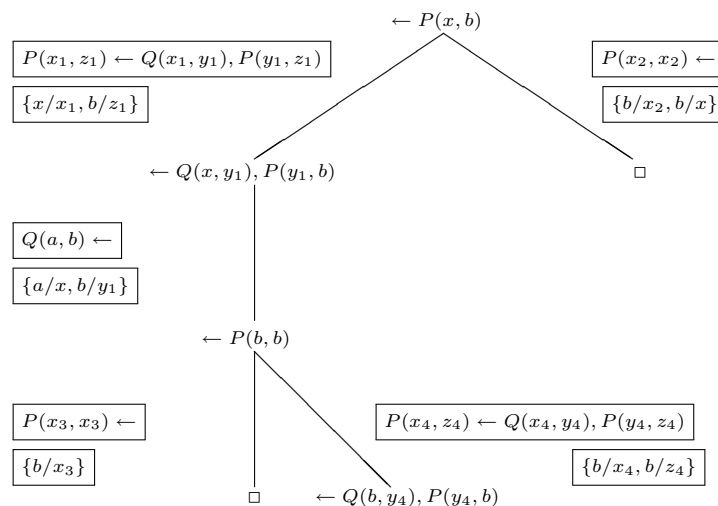 ← P(x, b)
P(x₁, z₁) ← Q(x₁, y₁), P(y₁, z₁)
{x/x₁, b/z₁}
P(x₂, x₂) ←
{b/x₂, b/x}
← Q(x, y₁), P(y₁, b)
□
Q(a, b) ←
{a/x, b/y₁}
← P(b, b)
P(x₃, x₃) ←
{b/x₃}
P(x₄, z₄) ← Q(x₄, y₄), P(y₄, z₄)
{b/x₄, b/z₄}
□
← Q(b, y₄), P(y₄, b)